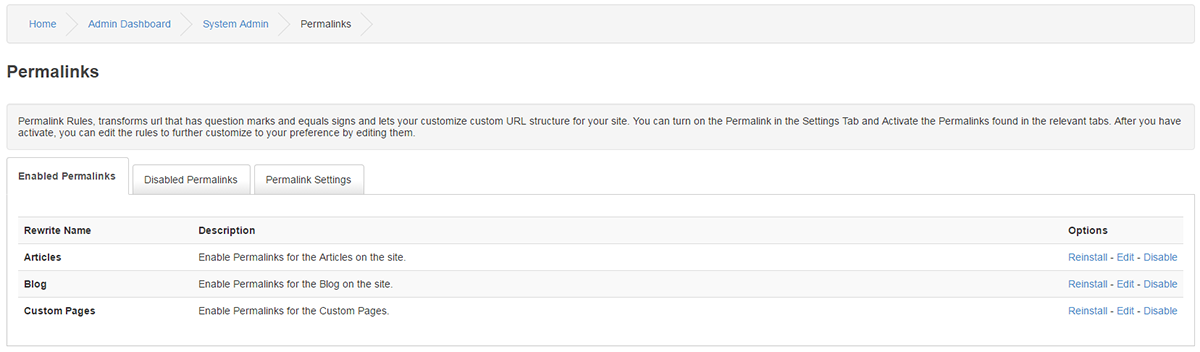 Home Admin Dashboard System Admin Permalinks
Permalinks
Permalink Rules, transforms url that has question marks and equals signs and lets your customize custom URL structure for your site. You can turn on the Permalink in the Settings Tab and Activate the Permalinks found in the relevant tabs. After you have
activate, you can edit the rules to further customize to your preference by editing them.
Enabled Permalinks Disabled Permalinks Permalink Settings
Rewrite Name Description Options
Articles Enable Permalinks for the Articles on the site. Reinstall - Edit - Disable
Blog Enable Permalinks for the Blog on the site. Reinstall - Edit - Disable
Custom Pages Enable Permalinks for the Custom Pages. Reinstall - Edit - Disable